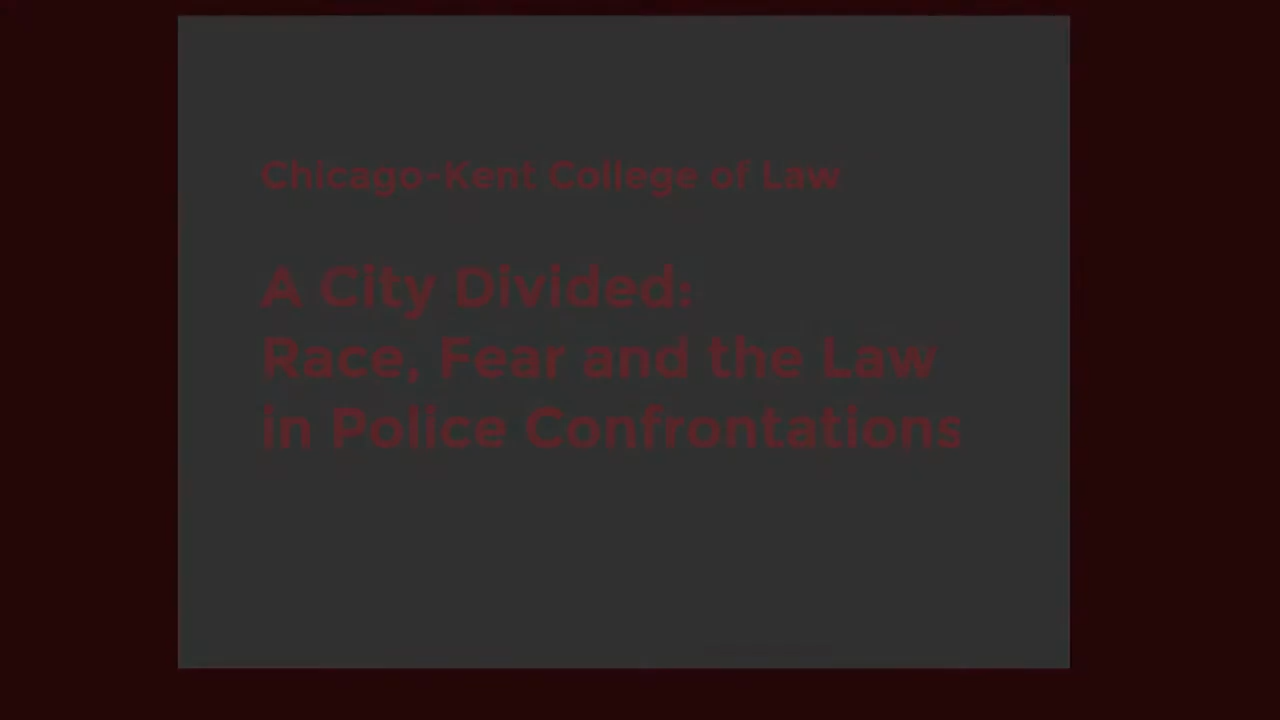 Chicago-Kent College of Law
A City Divided:
Race, Fear and the Law
in Police Confrontations